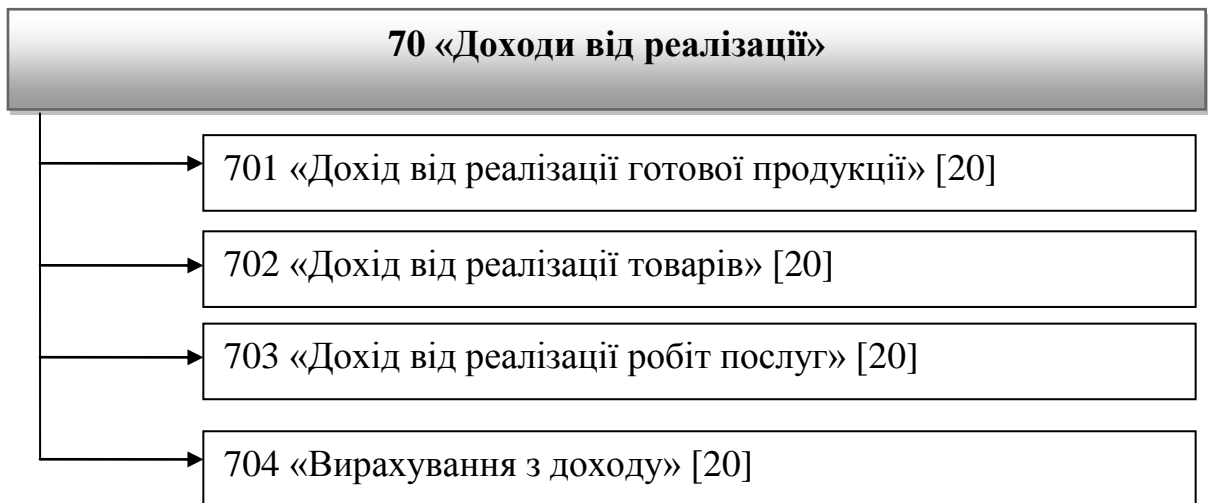 70 «Доходи від реалізації»
701 «Дохід від реалізації готової продукції» [20]
702 «Дохід від реалізації товарів» [20]
703 «Дохід від реалізації робіт послуг» [20]
704 «Вирахування з доходу» [20]